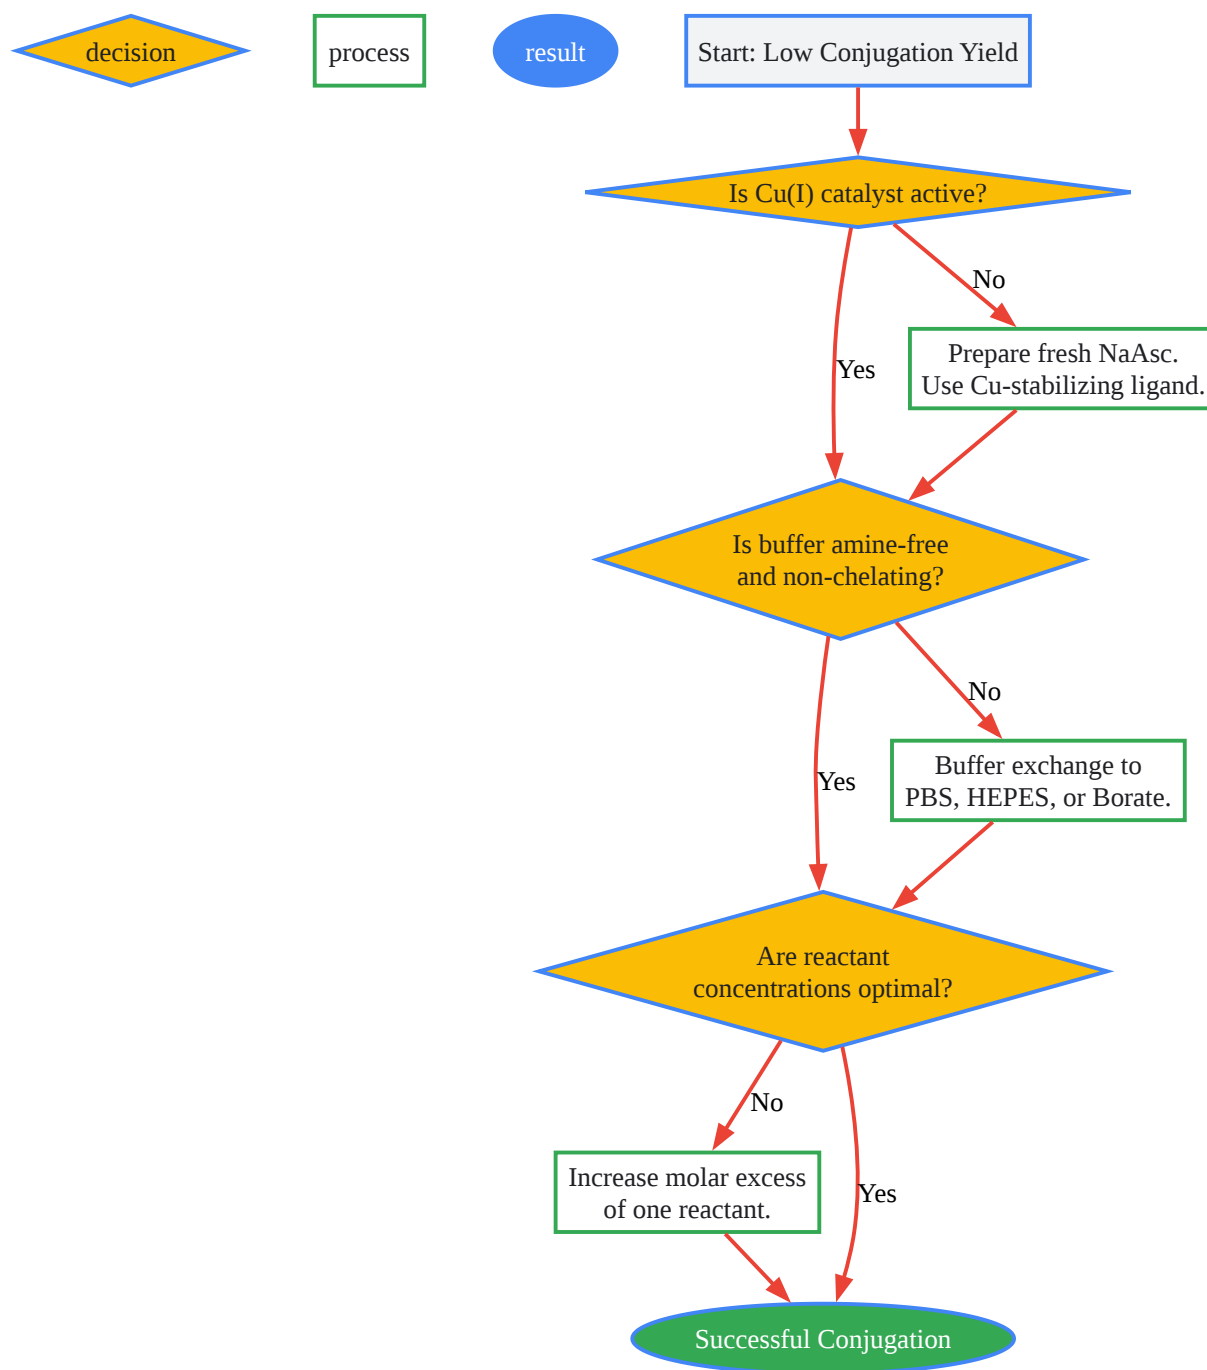 decision
process
result
Start: Low Conjugation Yield
Is Cu(I) catalyst active?
No
Yes
Prepare fresh NaAsc.
Use Cu-stabilizing ligand.
Is buffer amine-free
and non-chelating?
No
Yes
Buffer exchange to
PBS, HEPES, or Borate.
Are reactant
concentrations optimal?
No
Yes
Increase molar excess
of one reactant.
Successful Conjugation